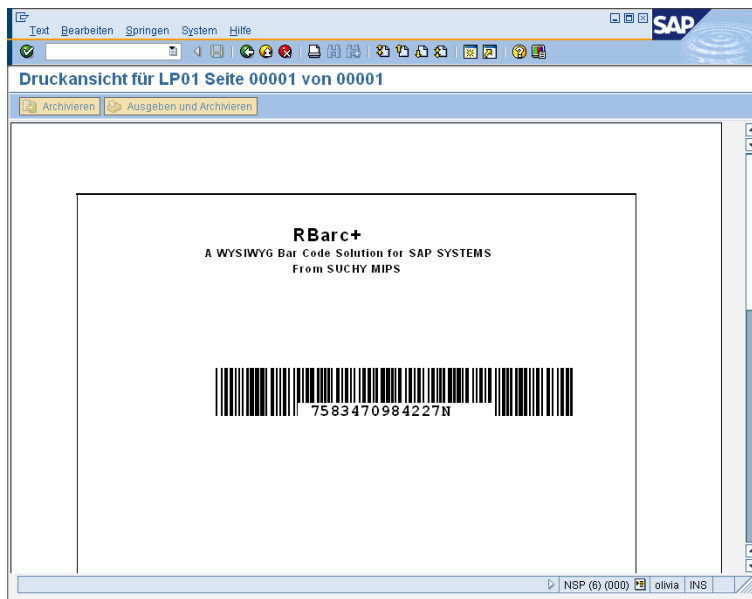 Text Bearbeiten Springen System Hilfe
SAP
Druckansicht für LP01 Seite 00001 von 00001
Archivieren Ausgeben und Archivieren
RBarc+
A WYSIWYG Bar Code Solution for SAP SYSTEMS
From SUCHY MIPS
7583470984227N
NSP (6) (000) olivia INS